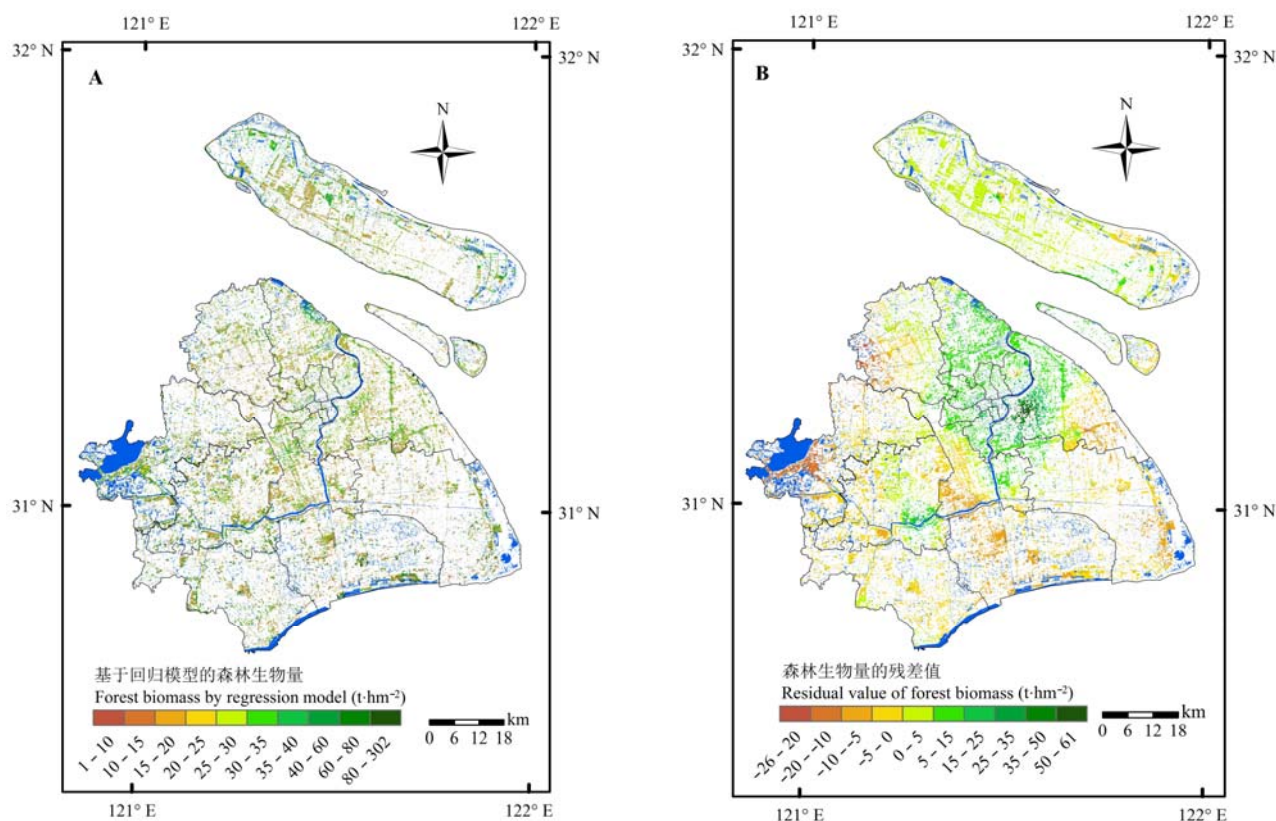 121° E
122° E
32° N
A
N
31° N
基于回归模型的森林生物量
Forest biomass by regression model (t·hm⁻²)
1 – 10
10 – 15
15 – 20
20 – 25
25 – 30
30 – 35
35 – 40
40 – 60
60 – 80
80 – 302
km
0 6 12 18
121° E
122° E
121° E
122° E
32° N
32° N
B
N
31° N
31° N
森林生物量的残差值
Residual value of forest biomass (t·hm⁻²)
–26 – 20
–20 – 10
–10 – –5
–5 – 0
0 – 5
5 – 15
15 – 25
25 – 35
35 – 50
50 – 61
km
0 6 12 18
121° E
122° E